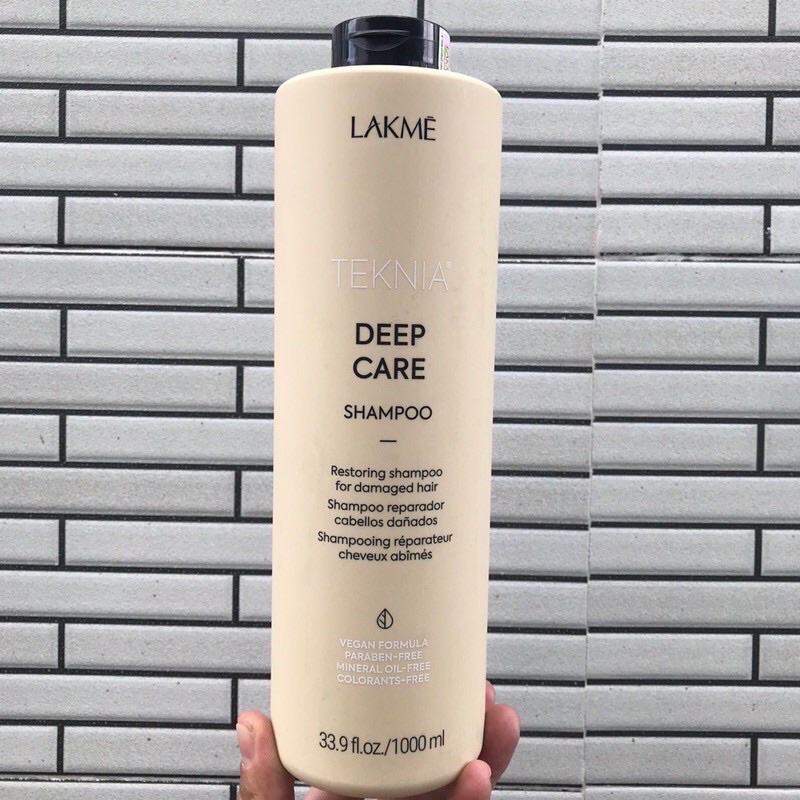 LAKMĒ
TEKNIA®
DEEP
CARE
SHAMPOO
Restoring shampoo
for damaged hair
Shampoo reparador
cabellos dañados
Shampooing réparateur
cheveux abîmés
VEGAN FORMULA
PARABEN-FREE
MINERAL OIL-FREE
COLORANTS-FREE
33.9 fl.oz./1000 ml